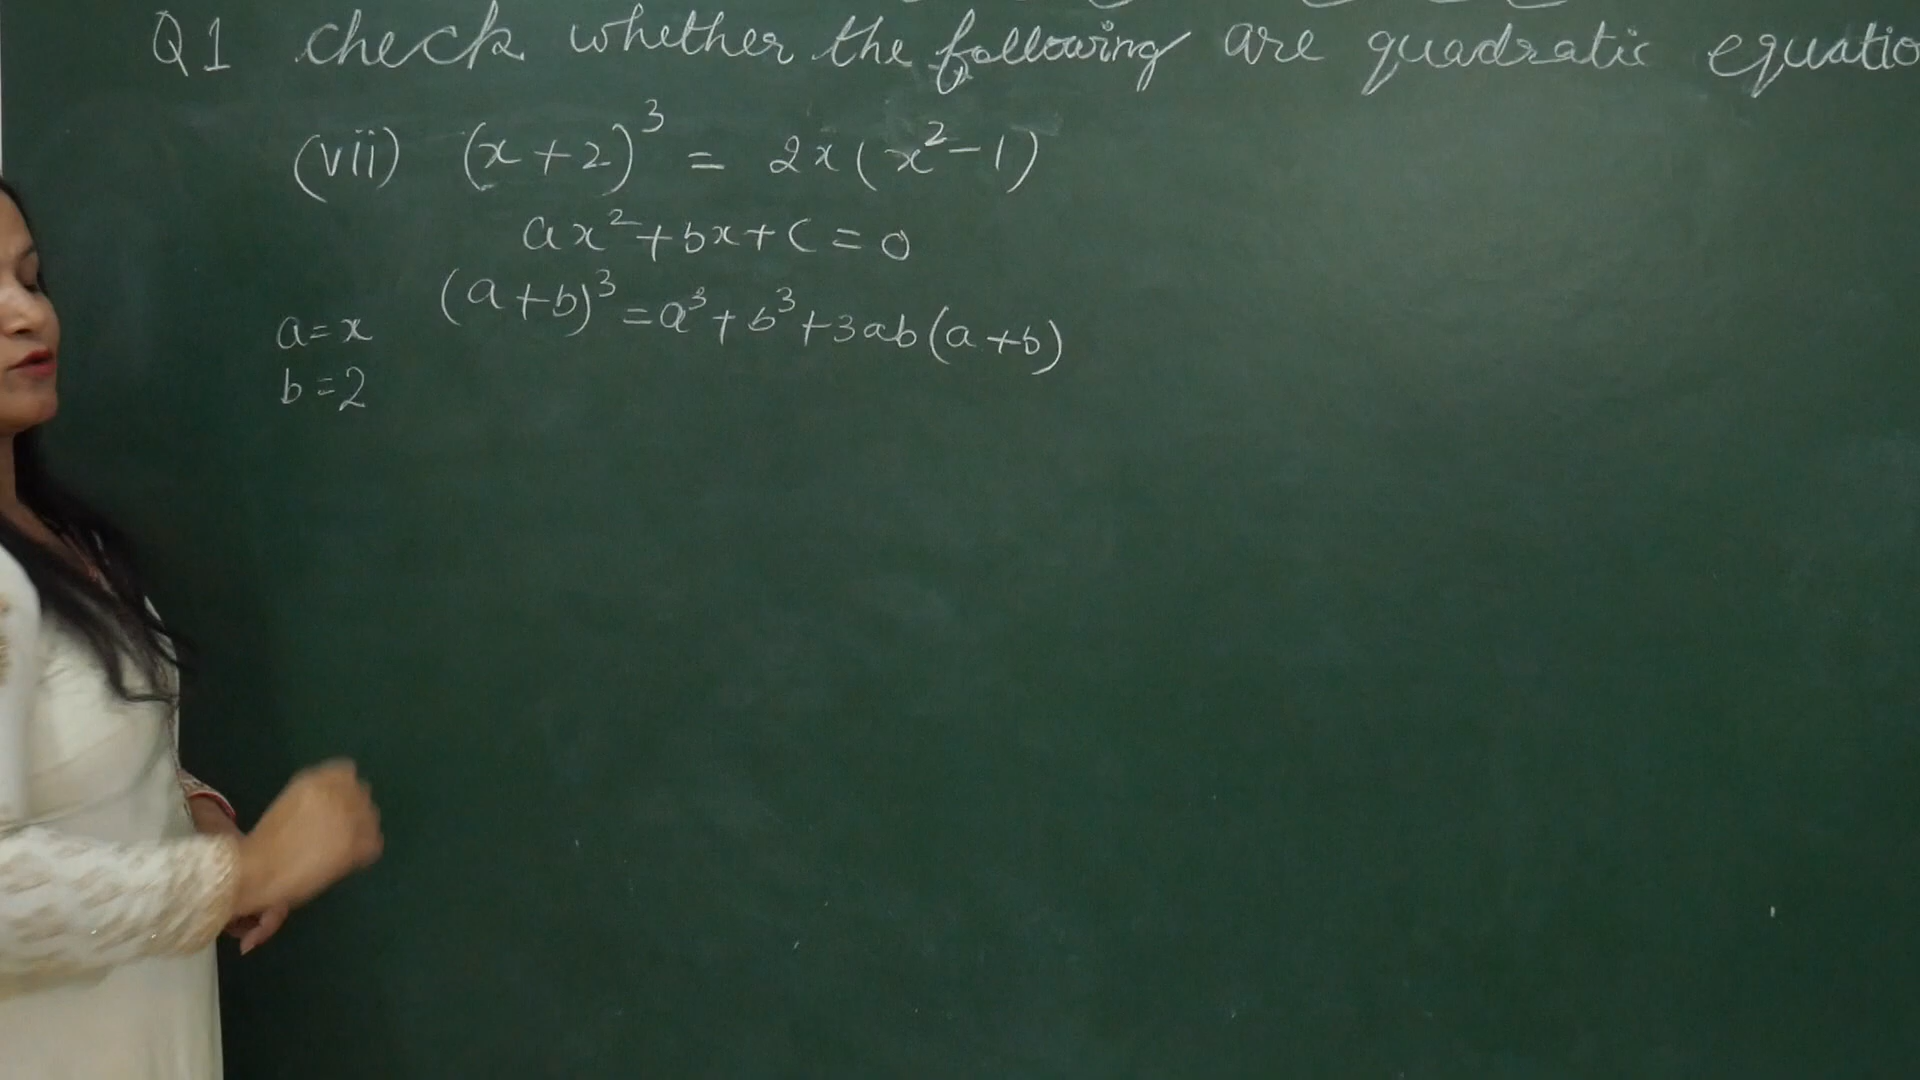 Q1 check whether the following are quadratic equatio
(vii) (x+2)³ = 2x(x²-1)
ax²+bx+c=0
(a+b)³=a³+b³+3ab(a+b)
a=x
b=2